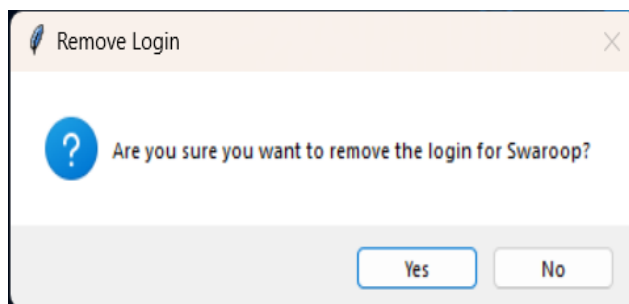 Remove Login
Are you sure you want to remove the login for Swaroop?
Yes
No